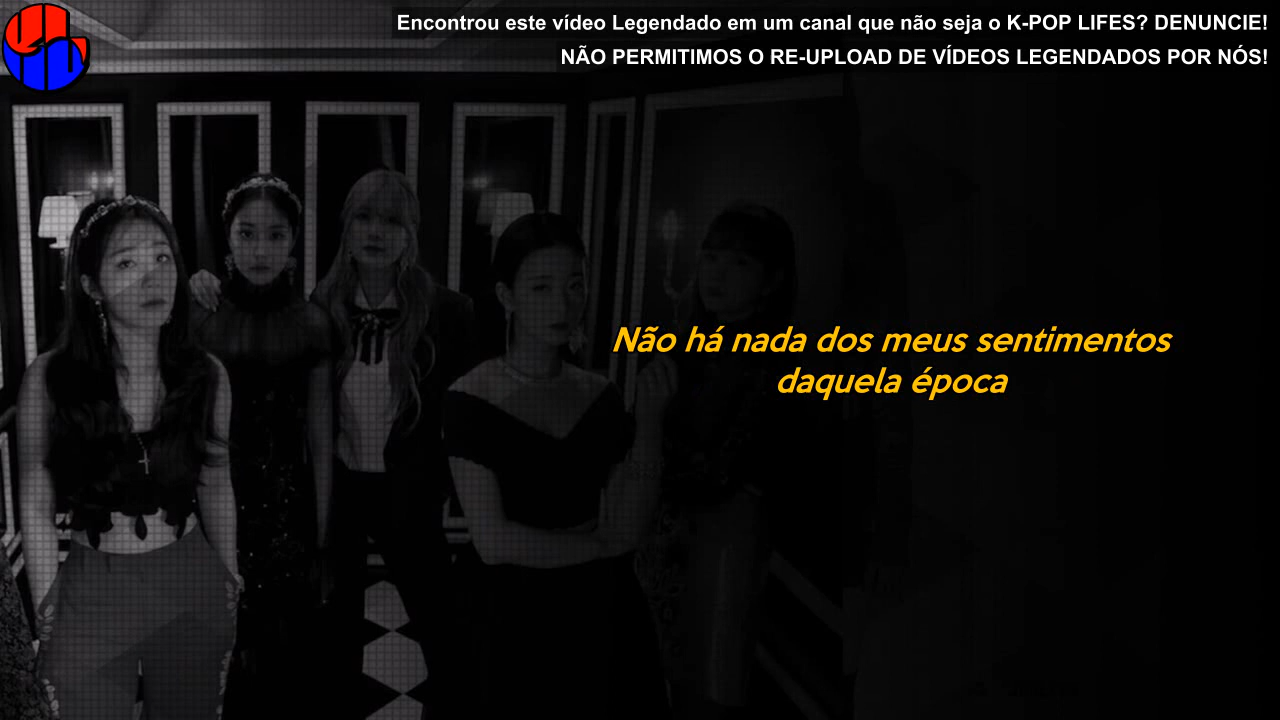 Encontrou este vídeo Legendado em um canal que não seja o K-POP LIFES? DENUNCIE!
NÃO PERMITIMOS O RE-UPLOAD DE VÍDEOS LEGENDADOS POR NÓS!
Não há nada dos meus sentimentos
daquela época